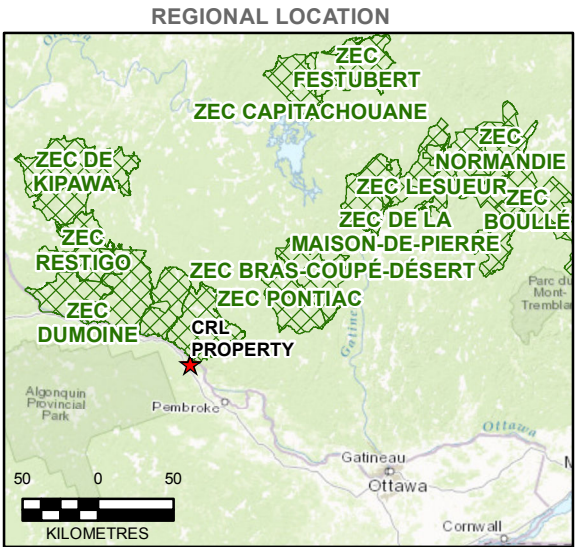 REGIONAL LOCATION
ZEC
FESTUBERT
ZEC CAPITACHOUANE
ZEC
NORMANDIE
ZEC DE
KIPAWA
ZEC LESUEUR
ZEC
BOULLÉ
ZEC DE LA
MAISON-DE-PIERRE
ZEC
RESTIGO
ZEC BRAS-COUPÉ-DÉSERT
ZEC PONTIAC
Parc du
Mont-
Tremblan
ZEC
DUMOINE
CRL
PROPERTY
Gatine
Algonquin
Provincial
Park
Pembroke
Ottawa
Gatineau
Ottawa
M
Cornwall
50 0 50
KILOMETRES